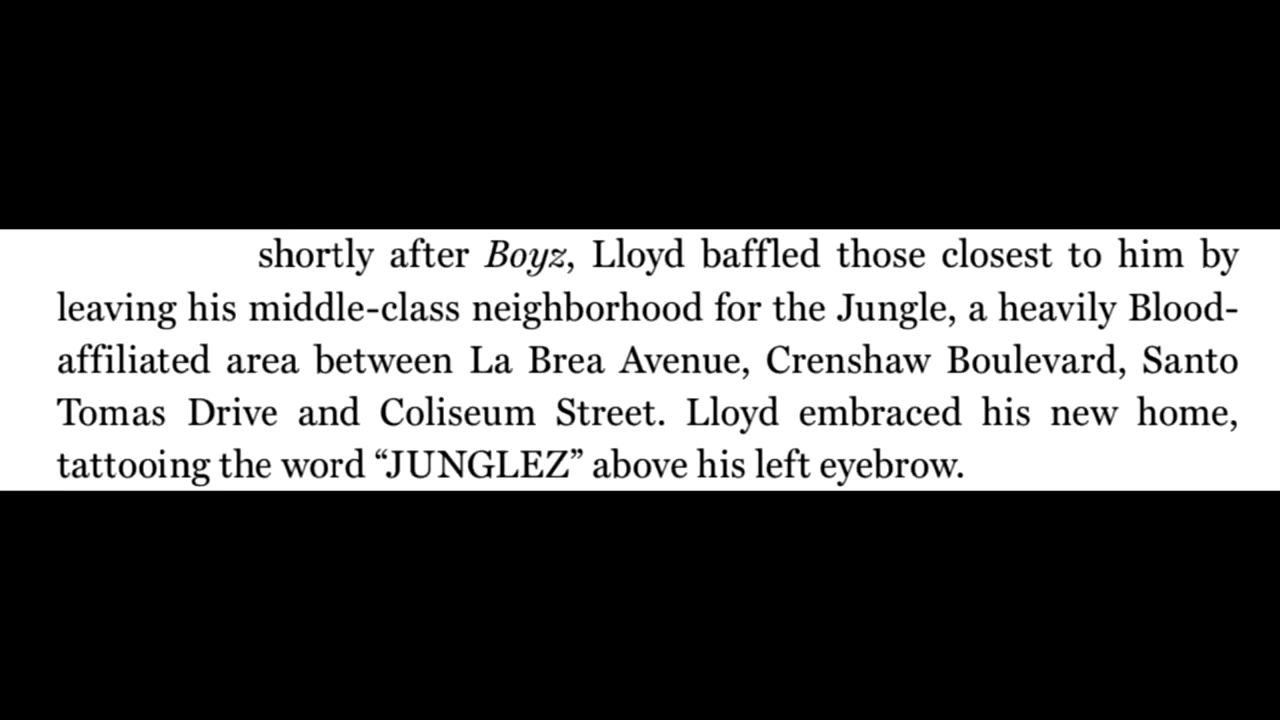 shortly after Boyz, Lloyd baffled those closest to him by
leaving his middle-class neighborhood for the Jungle, a heavily Blood-
affiliated area between La Brea Avenue, Crenshaw Boulevard, Santo
Tomas Drive and Coliseum Street. Lloyd embraced his new home,
tattooing the word “JUNGLEZ” above his left eyebrow.